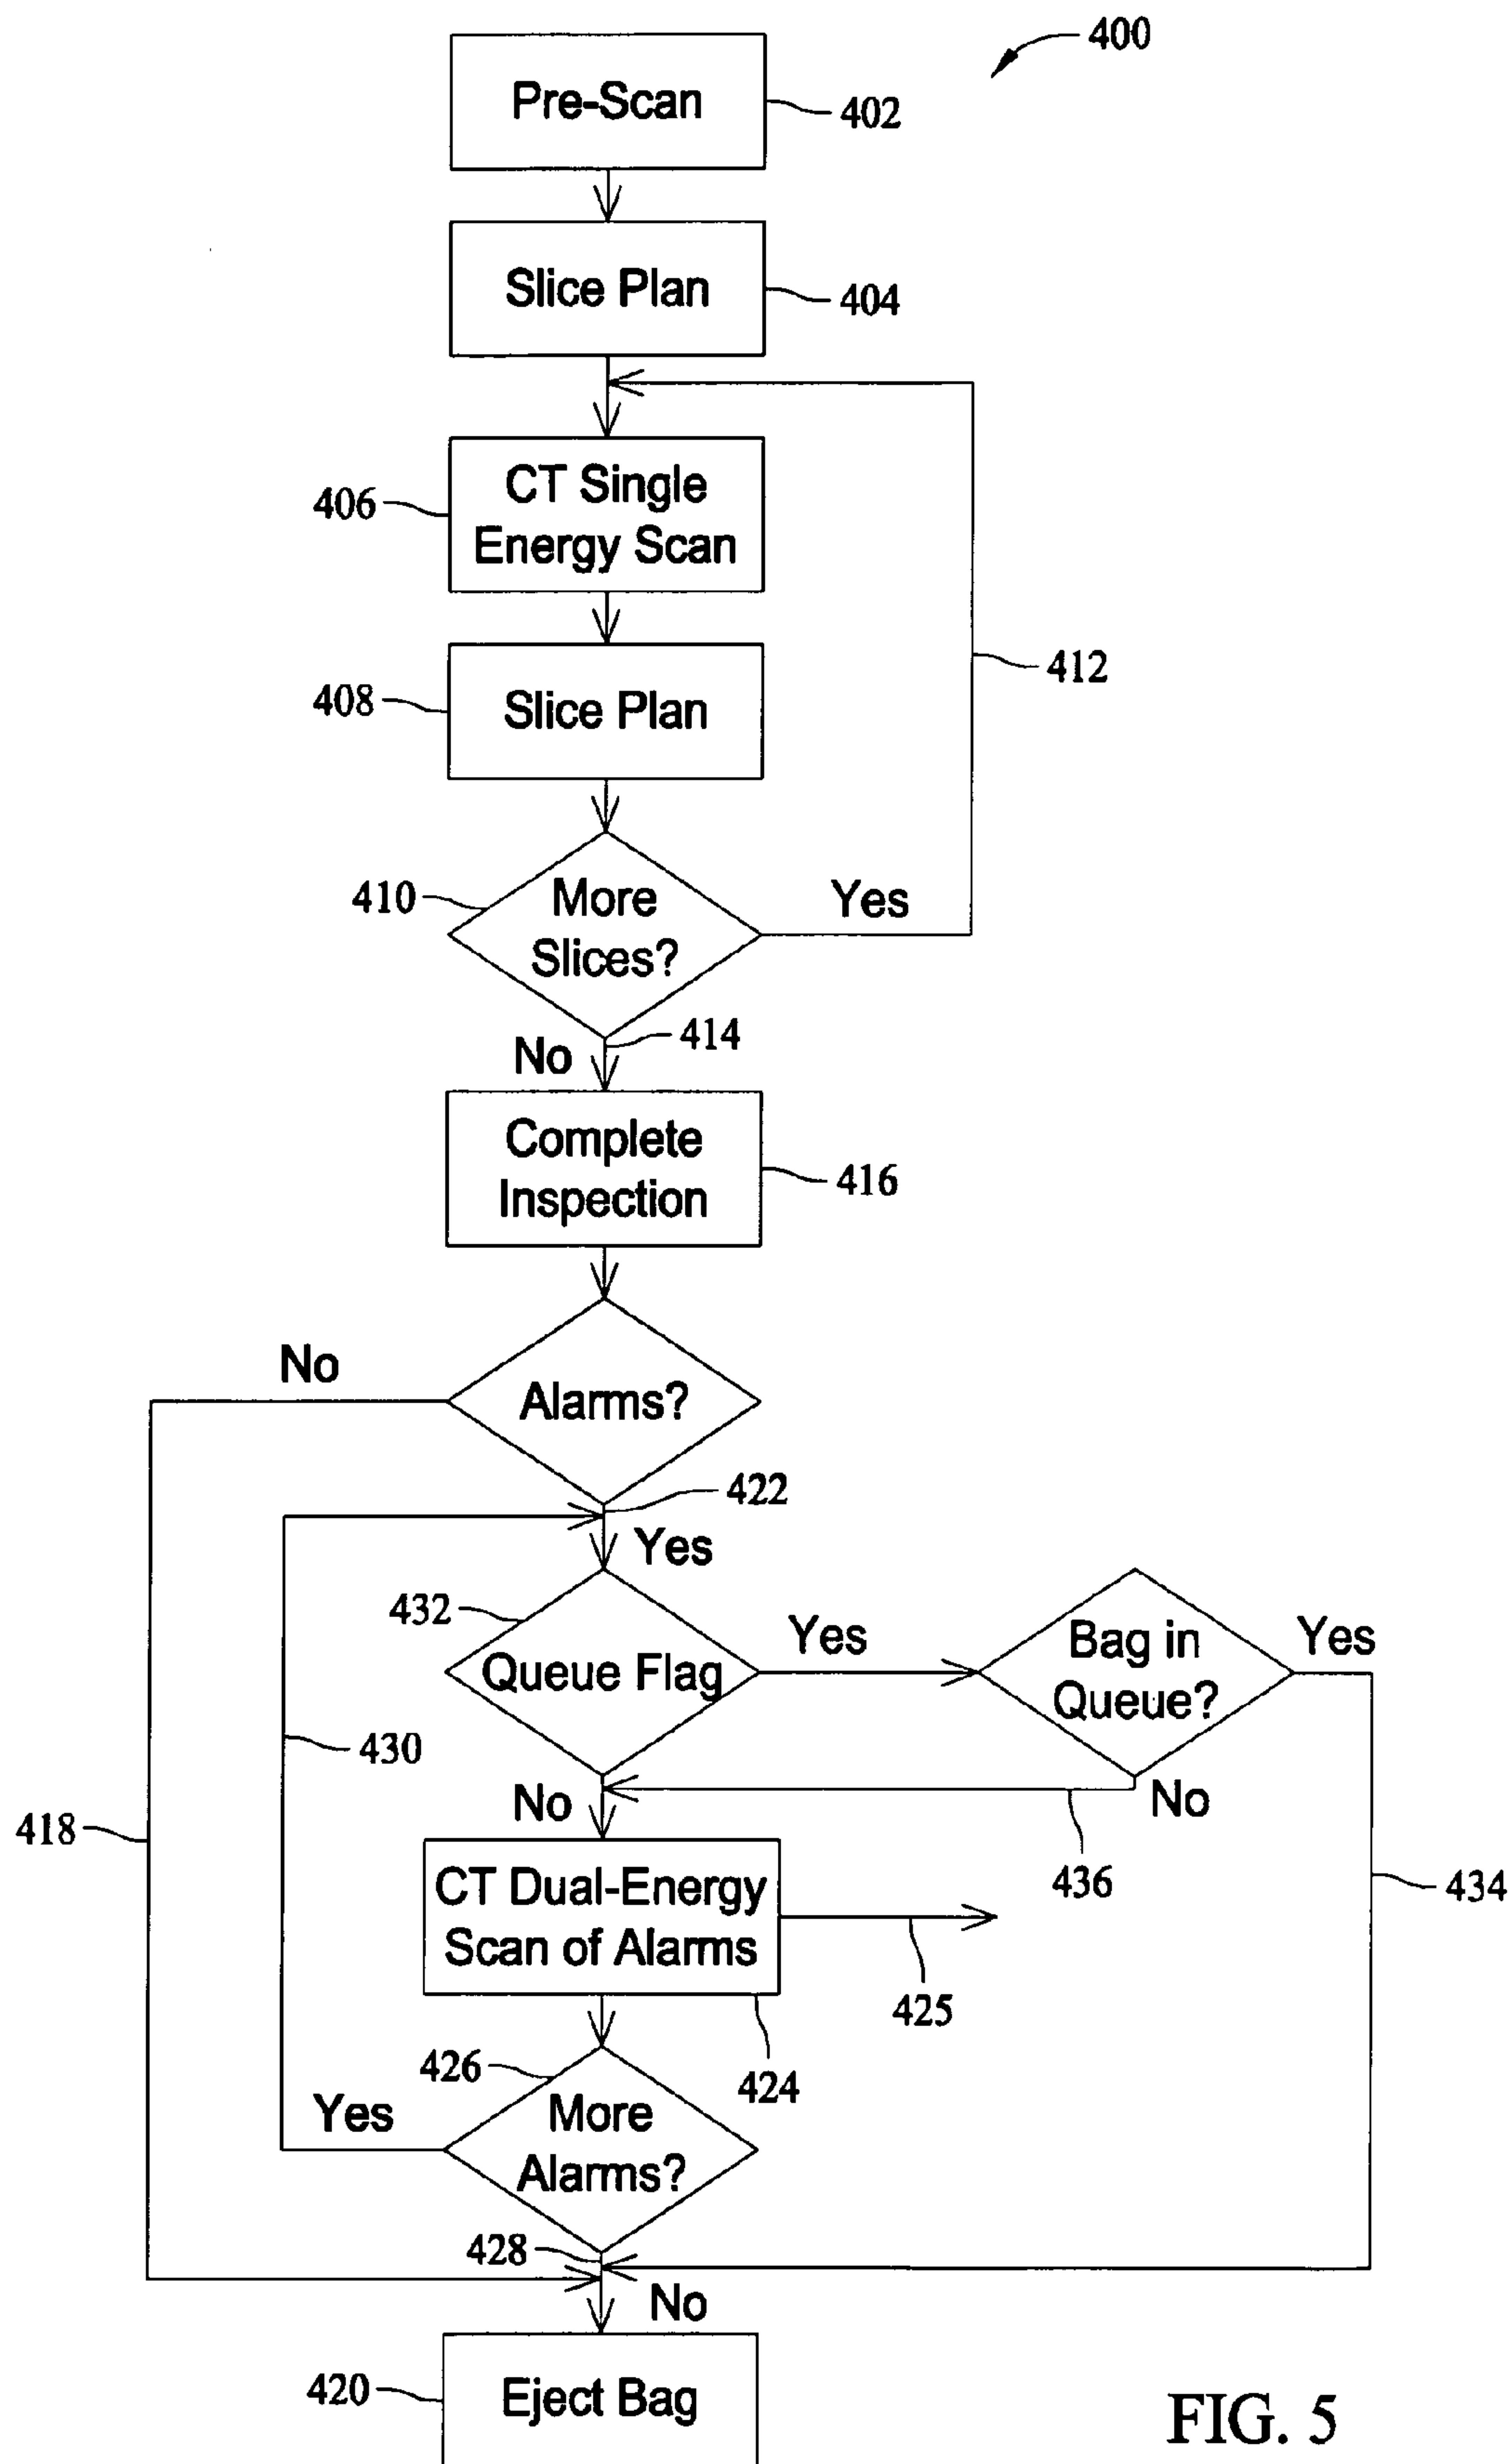 400
Pre-Scan
402
Slice Plan
404
CT Single
Energy Scan
406
412
Slice Plan
408
More
Slices?
410
Yes
414
No
Complete
Inspection
416
No
Alarms?
422
Yes
432
Queue Flag
Yes
Bag in
Queue?
Yes
430
No
No
418
436
434
CT Dual-Energy
Scan of Alarms
425
424
426
More
Alarms?
Yes
428
No
420
Eject Bag
FIG. 5